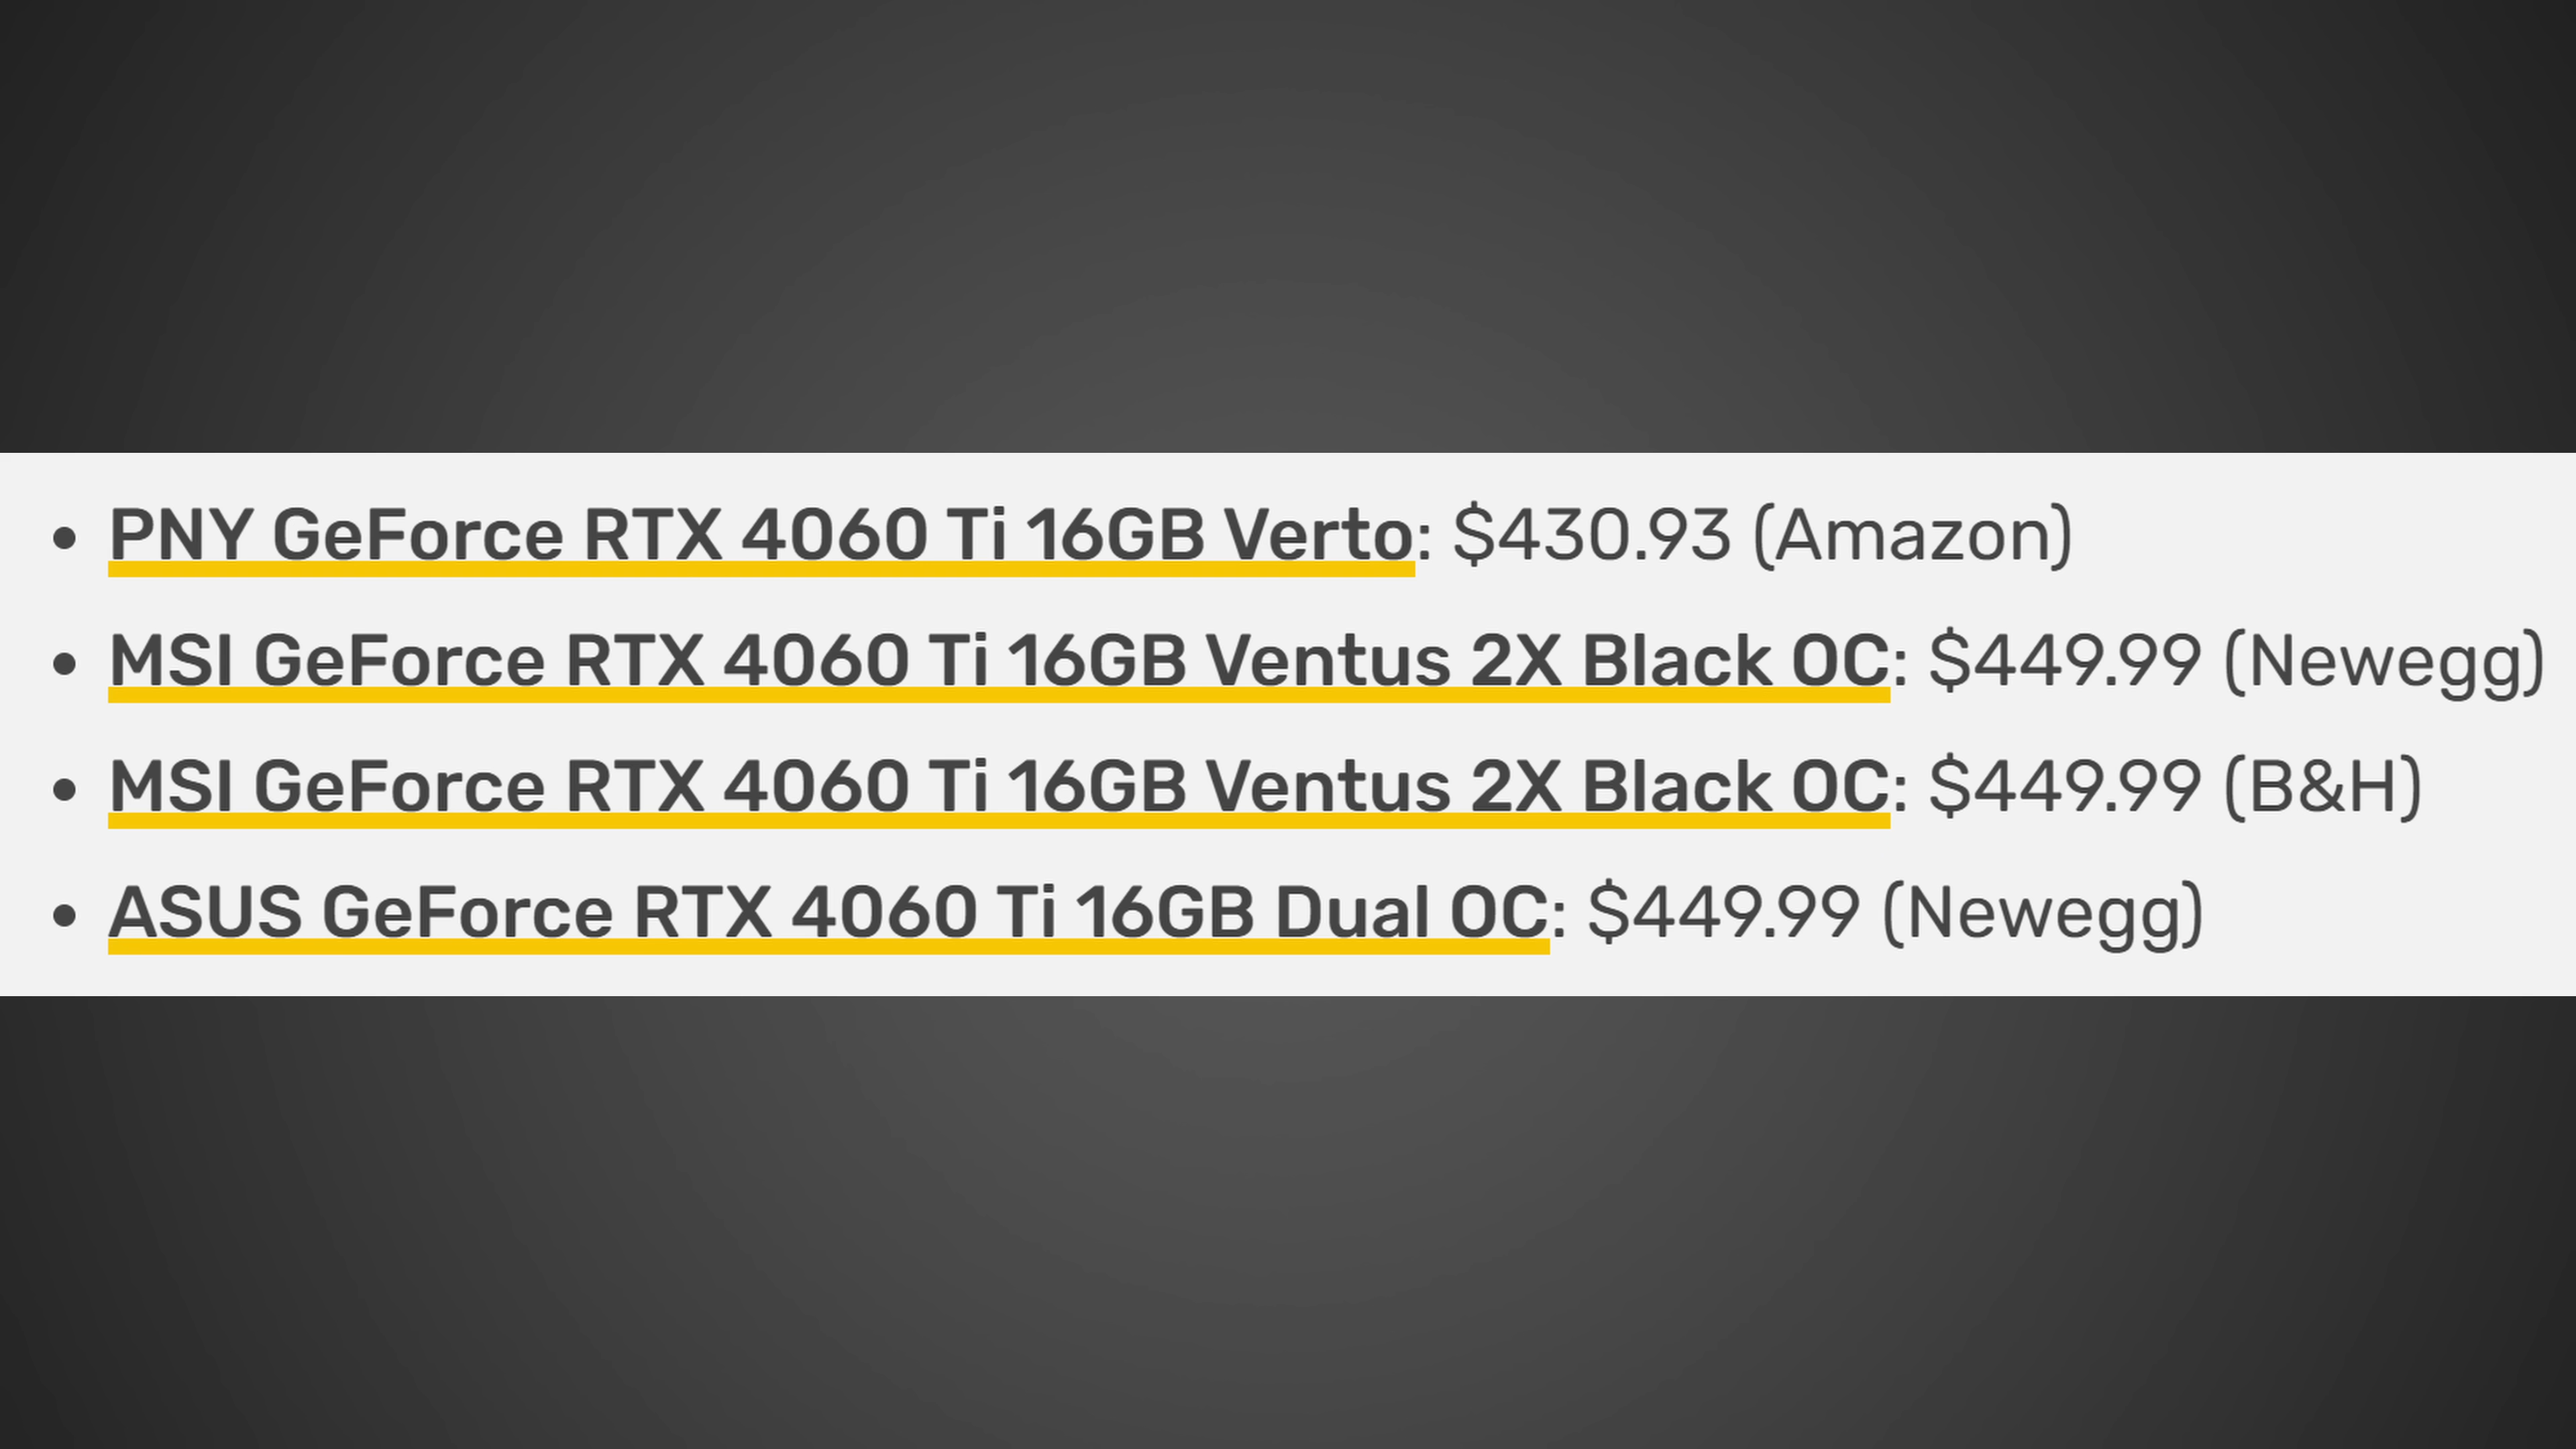 • PNY GeForce RTX 4060 Ti 16GB Verto: $430.93 (Amazon)
• MSI GeForce RTX 4060 Ti 16GB Ventus 2X Black OC: $449.99 (Newegg)
• MSI GeForce RTX 4060 Ti 16GB Ventus 2X Black OC: $449.99 (B&H)
• ASUS GeForce RTX 4060 Ti 16GB Dual OC: $449.99 (Newegg)